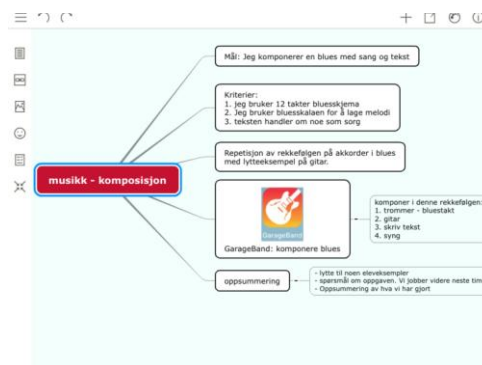 Mål: Jeg komponerer en blues med sang og tekst
Kriterier:
1. jeg bruker 12 takter bluesskjema
2. Jeg bruker bluesskalaen for å lage melodi
3. teksten handler om noe som sorg
musikk - komposisjon
Repetisjon av rekkefølgen på akkorder i blues
med lytteeksempel på gitar.
GarageBand
GarageBand: komponere blues
komponer i denne rekkefølgen:
1. trommer - bluestakt
2. gitar
3. skriv tekst
4. syng
oppsummering
- lytte til noen eleveksempler
- spørsmål om oppgaven. Vi jobber videre neste tim
- Oppsummering av hva vi har gjort